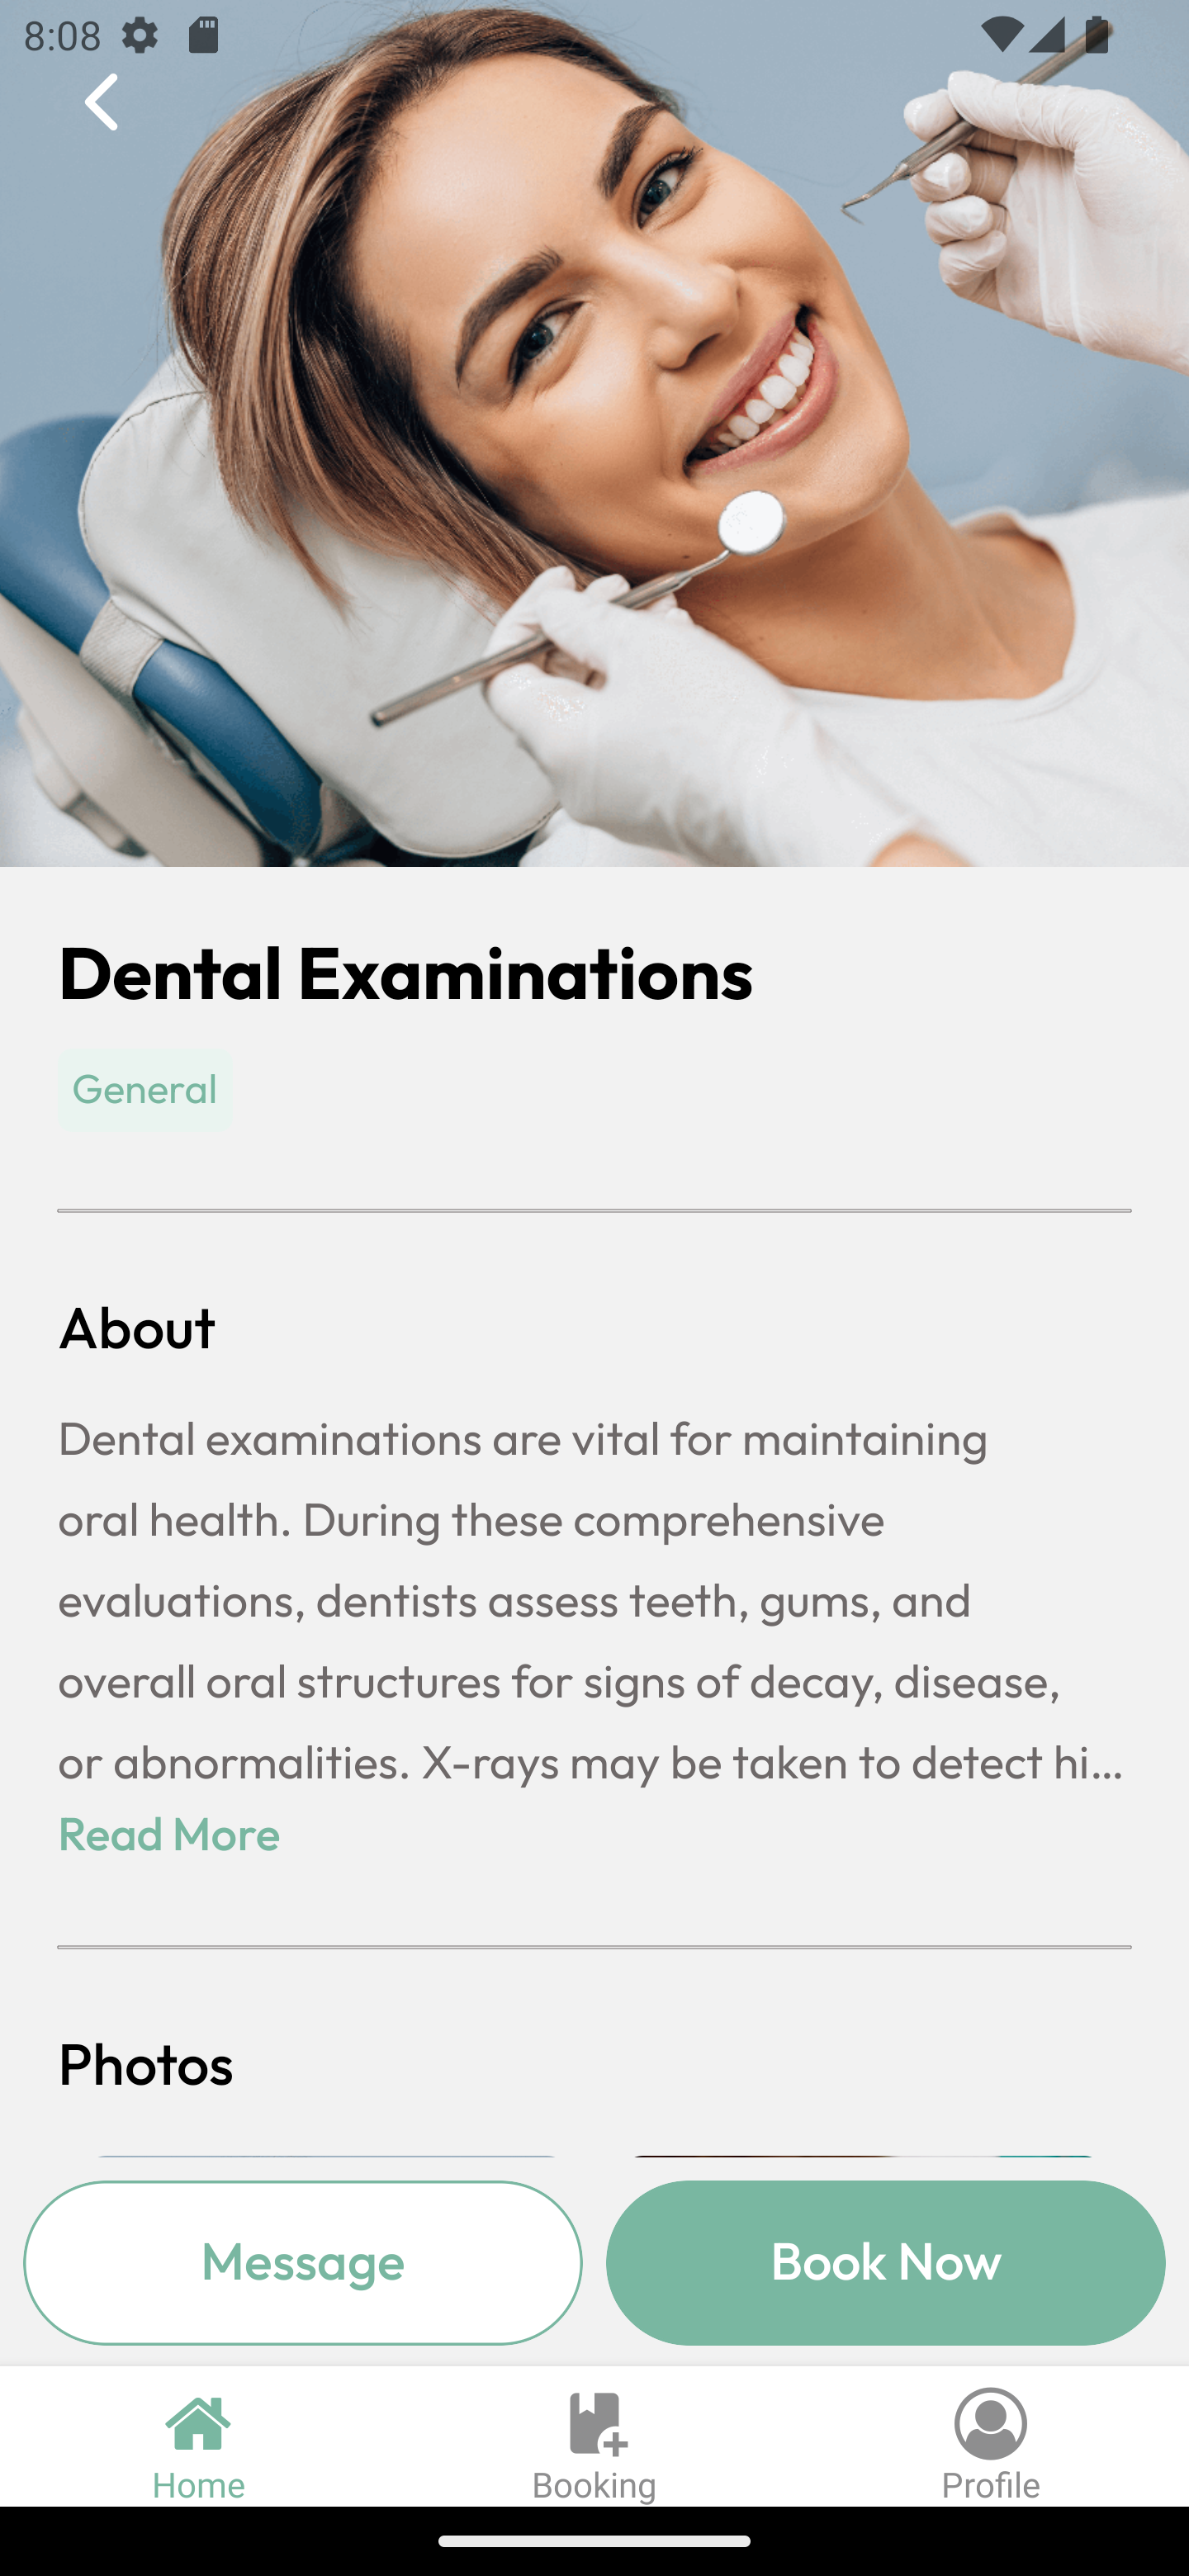 8:08
Dental Examinations
General
About
Dental examinations are vital for maintaining
oral health. During these comprehensive
evaluations, dentists assess teeth, gums, and
overall oral structures for signs of decay, disease,
or abnormalities. X-rays may be taken to detect hi...
Read More
Photos
Message
Book Now
Home
Booking
Profile